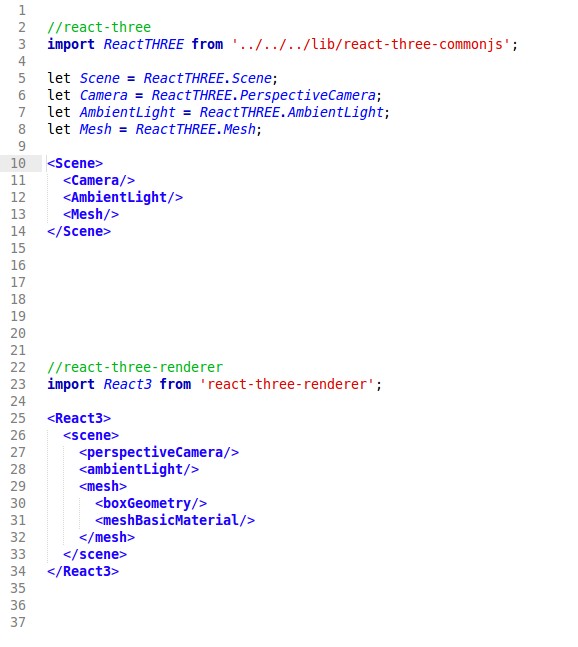 1
2 //react-three
3 import ReactTHREE from '../../../lib/react-three-commonjs';
4
5 let Scene = ReactTHREE.Scene;
6 let Camera = ReactTHREE.PerspectiveCamera;
7 let AmbientLight = ReactTHREE.AmbientLight;
8 let Mesh = ReactTHREE.Mesh;
9
10 <Scene>
11   <Camera/>
12   <AmbientLight/>
13   <Mesh/>
14 </Scene>
15
16
17
18
19
20
21
22 //react-three-renderer
23 import React3 from 'react-three-renderer';
24
25 <React3>
26   <scene>
27     <perspectiveCamera/>
28     <ambientLight/>
29     <mesh>
30       <boxGeometry/>
31       <meshBasicMaterial/>
32     </mesh>
33   </scene>
34 </React3>
35
36
37